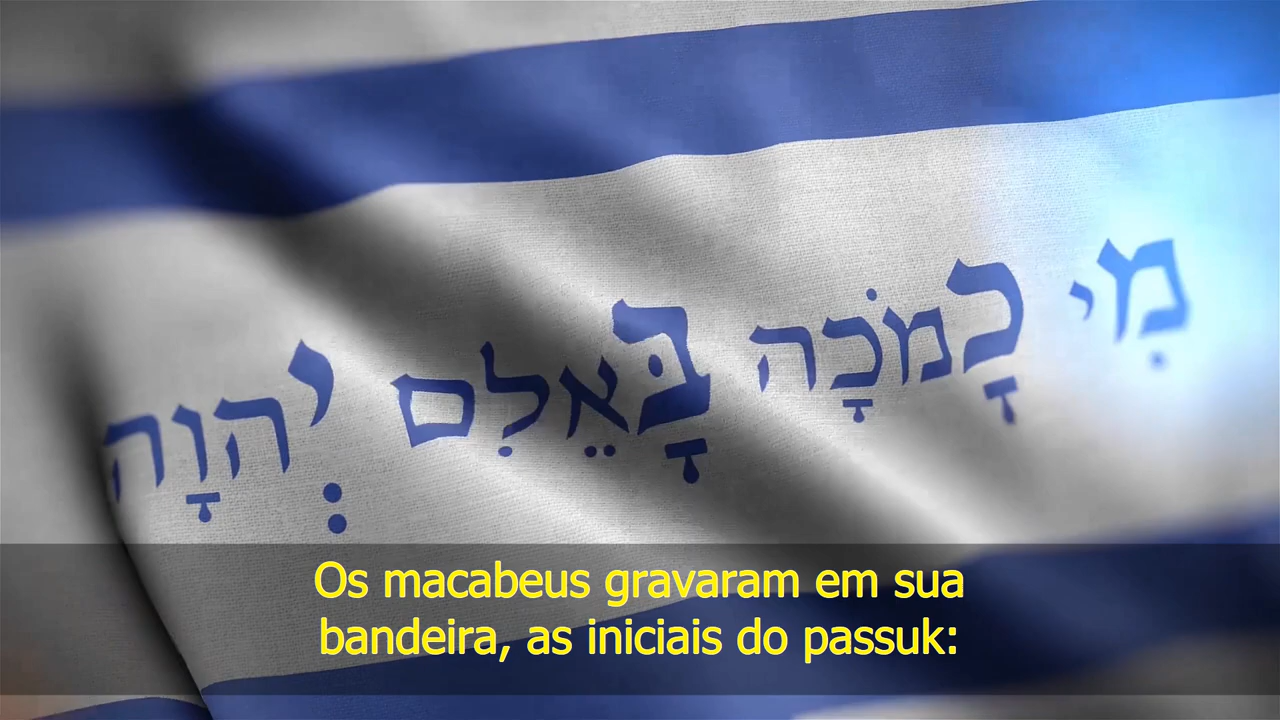 מִי כָמֹכָה בָּאֵלִם יְהוָה
Os macabeus gravaram em sua
bandeira, as iniciais do passuk: